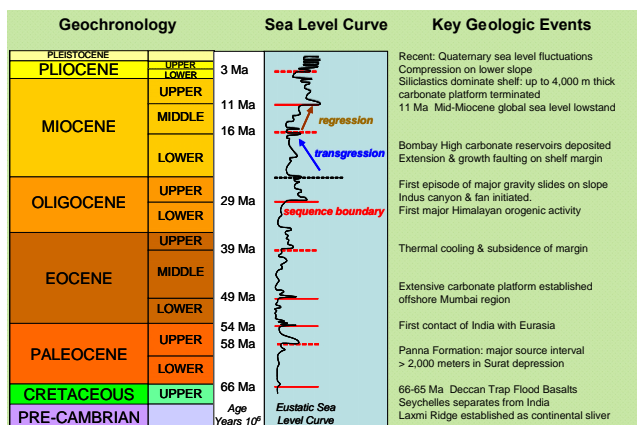 Geochronology
Sea Level Curve
Key Geologic Events
PLEISTOCENE
PLIOCENE
UPPER
LOWER
3 Ma
MIOCENE
UPPER
11 Ma
MIDDLE
16 Ma
LOWER
OLIGOCENE
UPPER
29 Ma
LOWER
EOCENE
UPPER
39 Ma
MIDDLE
49 Ma
LOWER
54 Ma
PALEOCENE
UPPER
58 Ma
LOWER
66 Ma
CRETACEOUS
UPPER
PRE-CAMBRIAN
Age
Years 10⁶
regression
transgression
sequence boundary
Eustatic Sea
Level Curve
Recent: Quaternary sea level fluctuations
Compression on lower slope
Siliclastics dominate shelf: up to 4,000 m thick
carbonate platform terminated
11 Ma Mid-Miocene global sea level lowstand
Bombay High carbonate reservoirs deposited
Extension & growth faulting on shelf margin
First episode of major gravity slides on slope
Indus canyon & fan initiated.
First major Himalayan orogenic activity
Thermal cooling & subsidence of margin
Extensive carbonate platform established
offshore Mumbai region
First contact of India with Eurasia
Panna Formation: major source interval
> 2,000 meters in Surat depression
66-65 Ma Deccan Trap Flood Basalts
Seychelles separates from India
Laxmi Ridge established as continental sliver